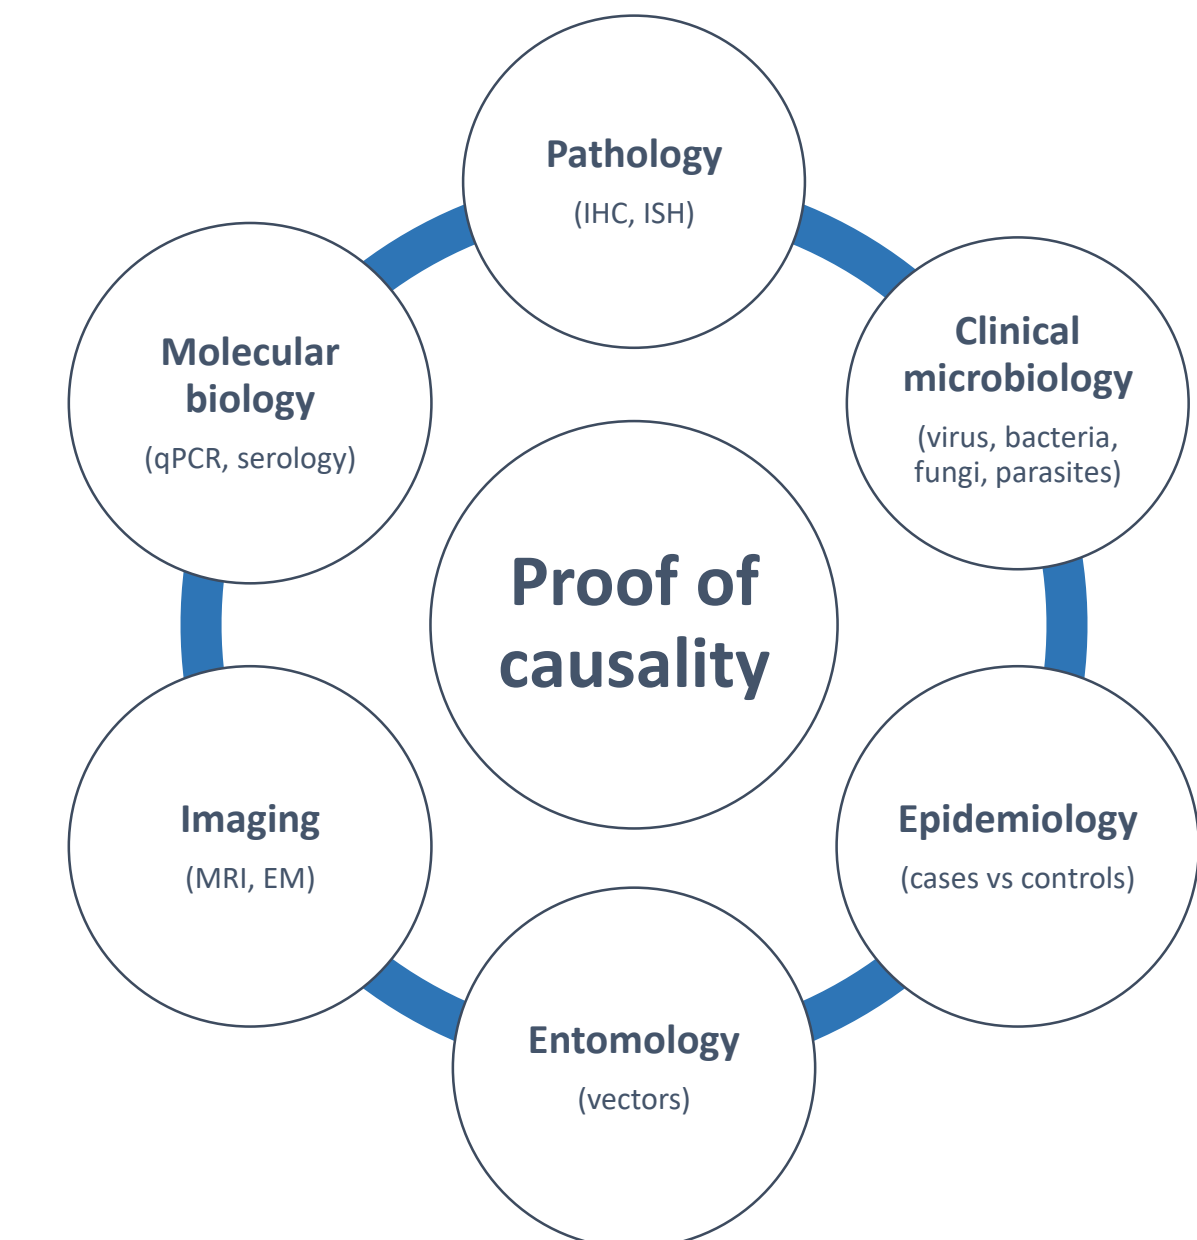 Pathology
(IHC, ISH)
Clinical
microbiology
(virus, bacteria,
fungi, parasites)
Epidemiology
(cases vs controls)
Entomology
(vectors)
Imaging
(MRI, EM)
Molecular
biology
(qPCR, serology)
Proof of
causality